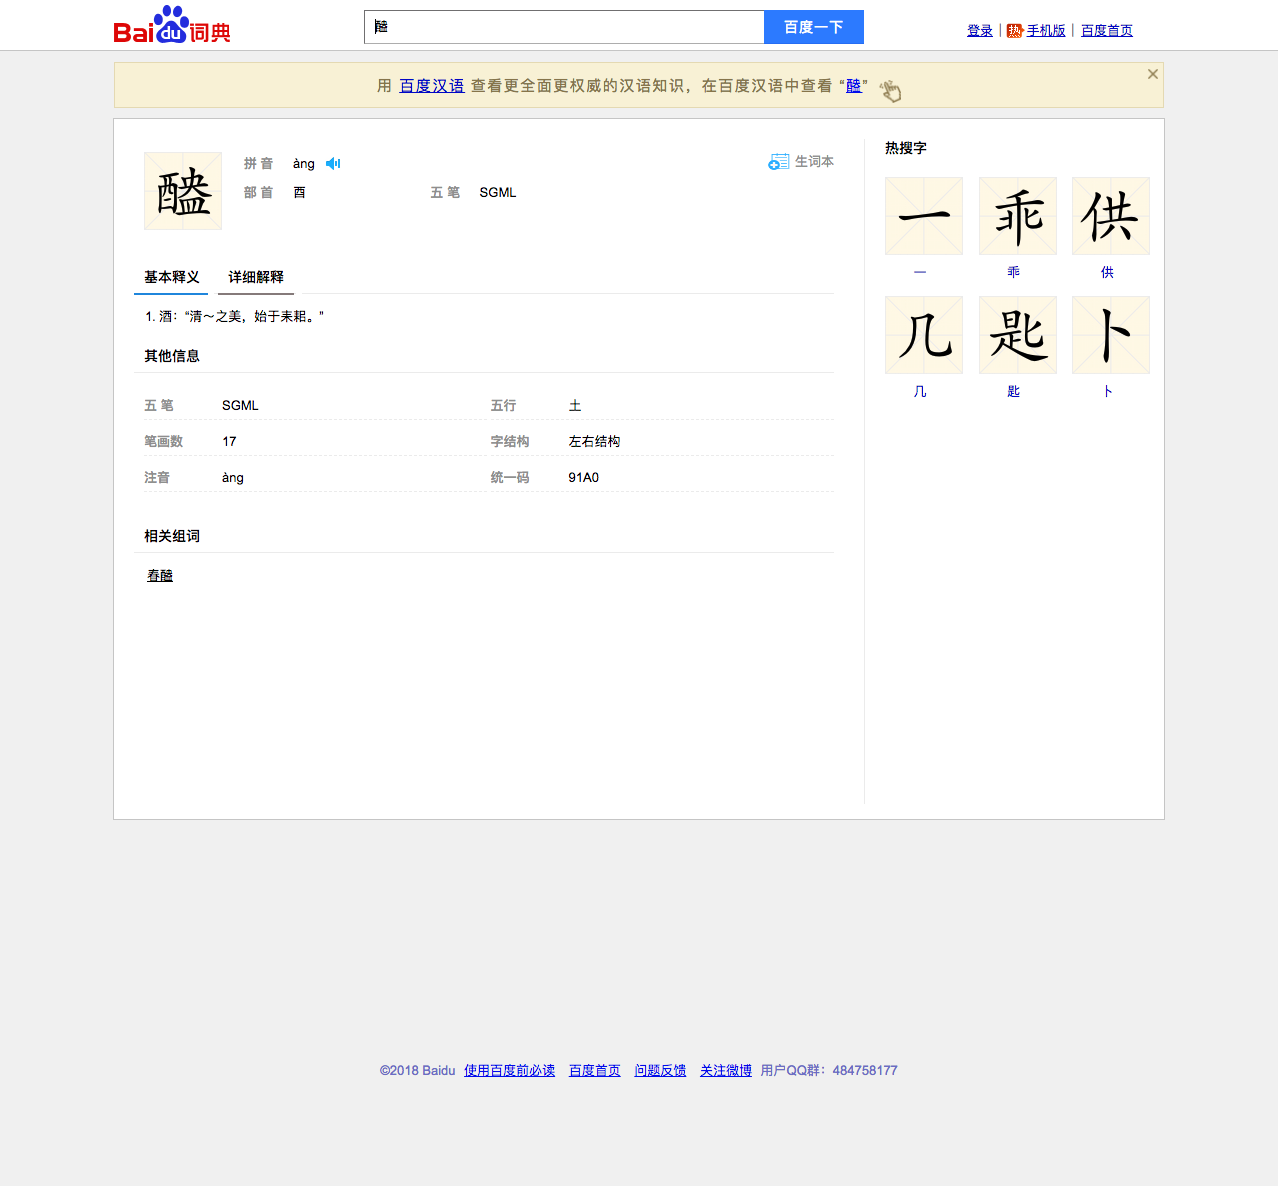 Bai du 词典
醠
百度一下
登录 | 热 手机版 | 百度首页
用 百度汉语 查看更全面更权威的汉语知识，在百度汉语中查看 “醠”
醠
拼 音 àng
生词本
部 首 酉 五 笔 SGML
基本释义 详细解释
1. 酒：“清～之美，始于耒耜。”
其他信息
五 笔 SGML 五行 土
笔画数 17 字结构 左右结构
注音 àng 统一码 91A0
相关组词
春醠
热搜字
一 乖 供
一 乖 供
几 匙 卜
几 匙 卜
©2018 Baidu 使用百度前必读 百度首页 问题反馈 关注微博 用户QQ群：484758177